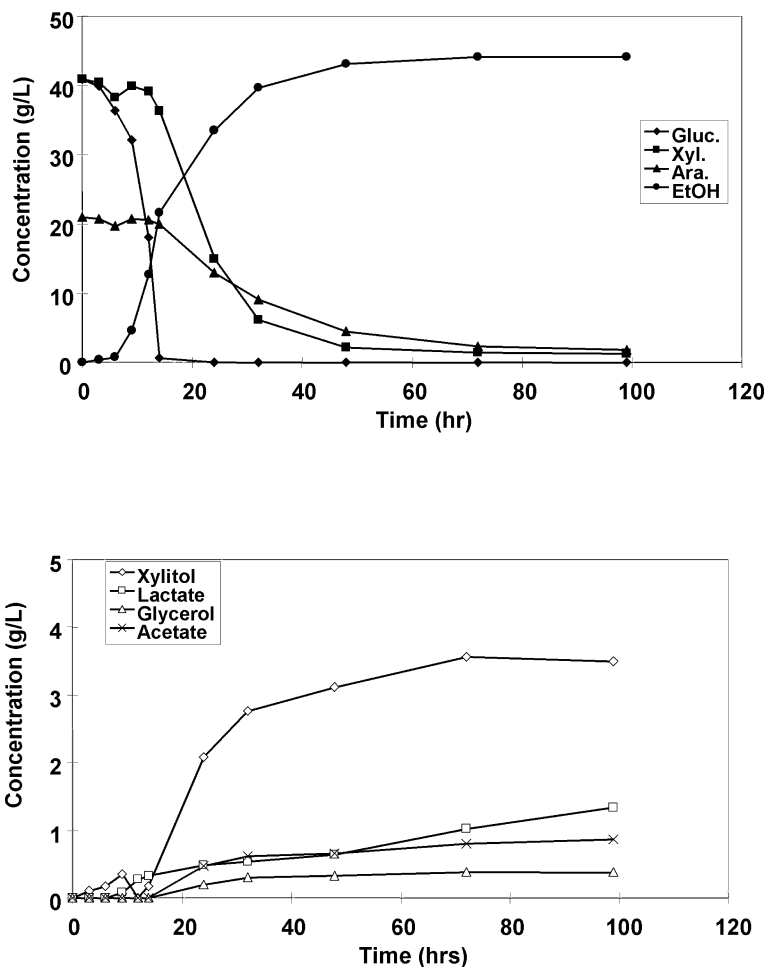 50
40
30
20
10
0
Concentration (g/L)
Gluc.
Xyl.
Ara.
EtOH
0 20 40 60 80 100 120
Time (hr)
5
4
3
2
1
0
Concentration (g/L)
Xylitol
Lactate
Glycerol
Acetate
0 20 40 60 80 100 120
Time (hrs)